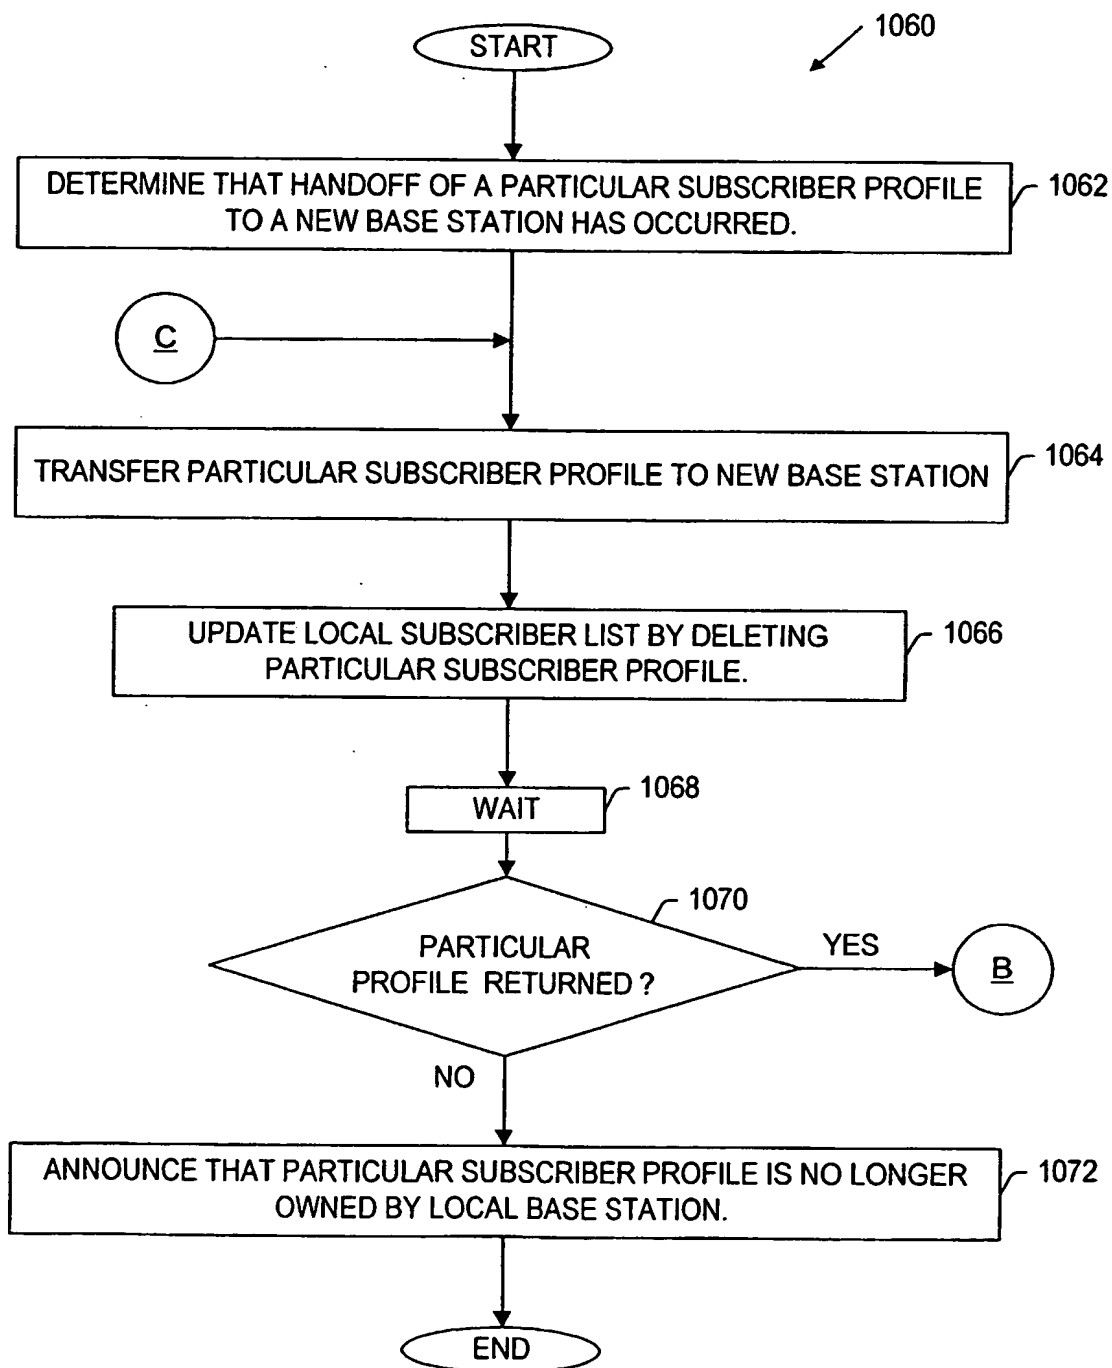 START
1060
DETERMINE THAT HANDOFF OF A PARTICULAR SUBSCRIBER PROFILE
TO A NEW BASE STATION HAS OCCURRED.
1062
C
TRANSFER PARTICULAR SUBSCRIBER PROFILE TO NEW BASE STATION
1064
UPDATE LOCAL SUBSCRIBER LIST BY DELETING
PARTICULAR SUBSCRIBER PROFILE.
1066
WAIT
1068
1070
PARTICULAR
PROFILE RETURNED ?
YES
B
NO
ANNOUNCE THAT PARTICULAR SUBSCRIBER PROFILE IS NO LONGER
OWNED BY LOCAL BASE STATION.
1072
END